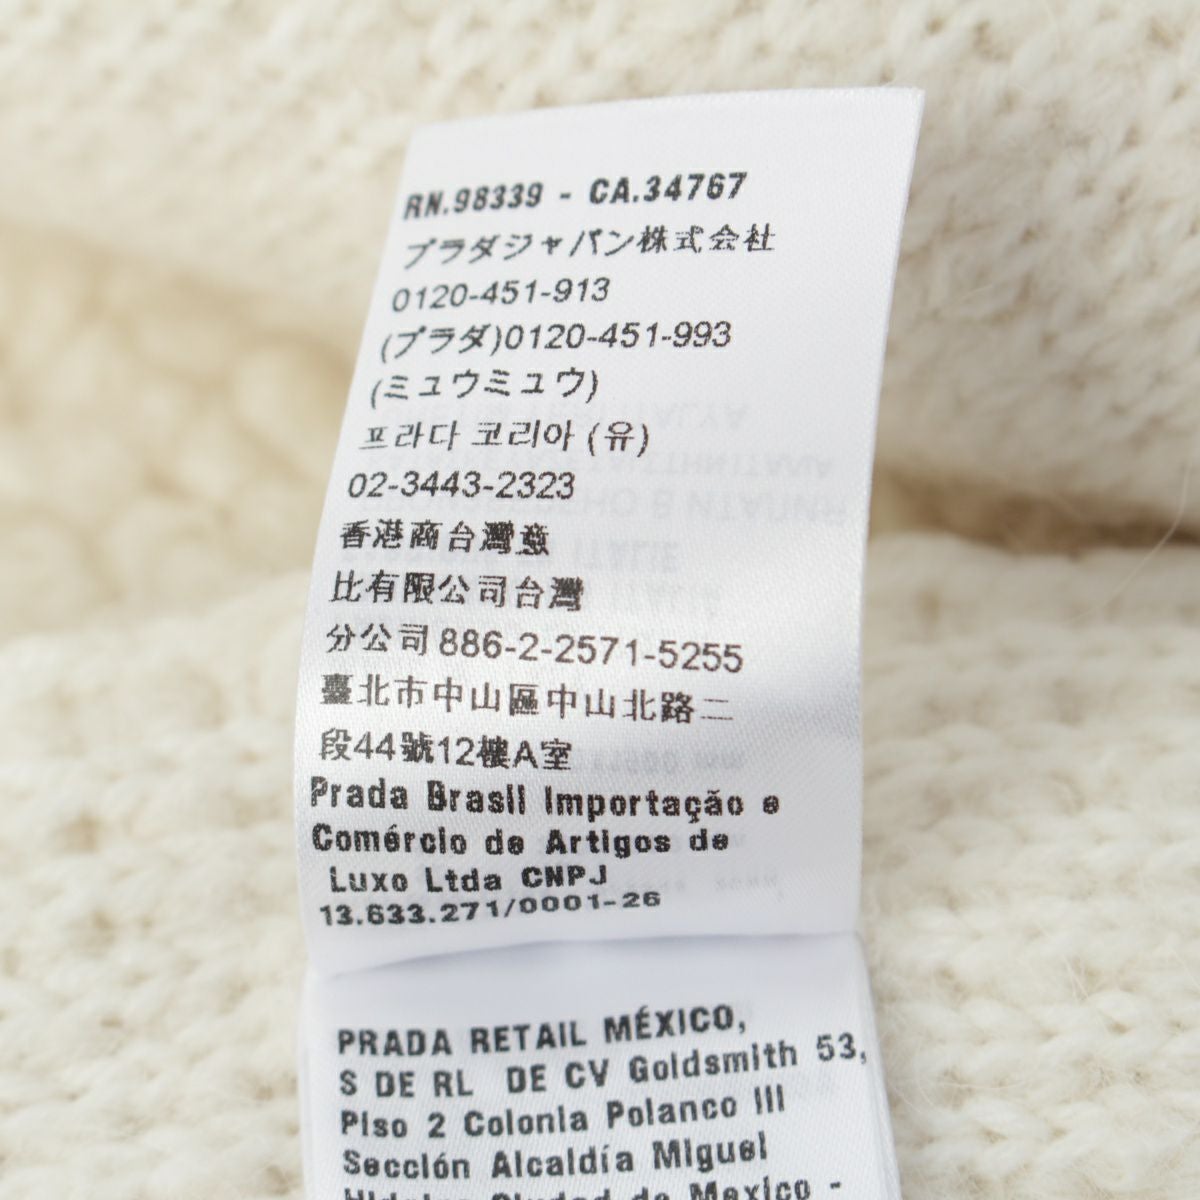 RN.98339 - CA.34767
プラダジャパン株式会社
0120-451-913
(プラダ)0120-451-993
(ミュウミュウ)
프라다 코리아 (유)
02-3443-2323
香港商台灣意
比有限公司台灣
分公司886-2-2571-5255
臺北市中山區中山北路二
段44號12樓A室
Prada Brasil Importação e
Comércio de Artigos de
Luxo Ltda CNPJ
13.633.271/0001-26
PRADA RETAIL MÉXICO,
S DE RL DE CV Goldsmith 53,
Piso 2 Colonia Polanco III
Sección Alcaldía Miguel
Hidalgo Ciudad de Mexico -